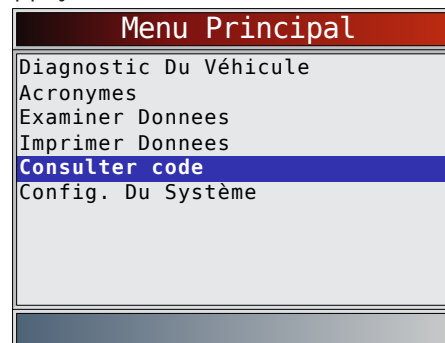 Menu Principal
Diagnostic Du Véhicule
Acronymes
Examiner Donnees
Imprimer Donnees
Consulter code
Config. Du Système